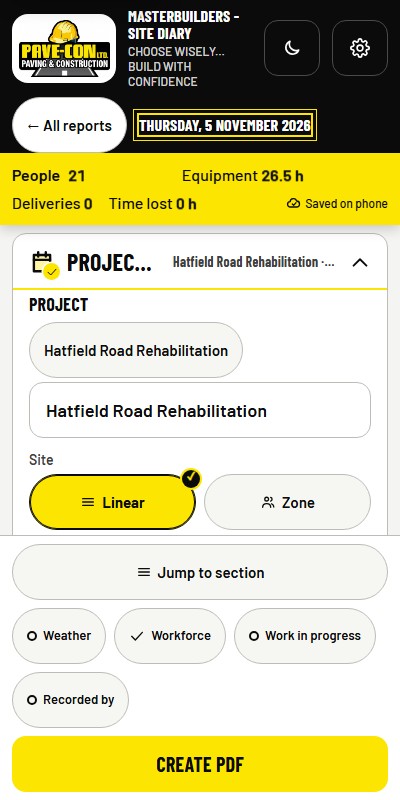 PAVE-CON LTD.
PAVING & CONSTRUCTION
MASTERBUILDERS -
SITE DIARY
CHOOSE WISELY...
BUILD WITH
CONFIDENCE
← All reports
THURSDAY, 5 NOVEMBER 2026
People 21
Equipment 26.5 h
Deliveries 0
Time lost 0 h
Saved on phone
PROJEC...
Hatfield Road Rehabilitation ·...
PROJECT
Hatfield Road Rehabilitation
Hatfield Road Rehabilitation
Site
Linear
Zone
Jump to section
Weather
Workforce
Work in progress
Recorded by
CREATE PDF